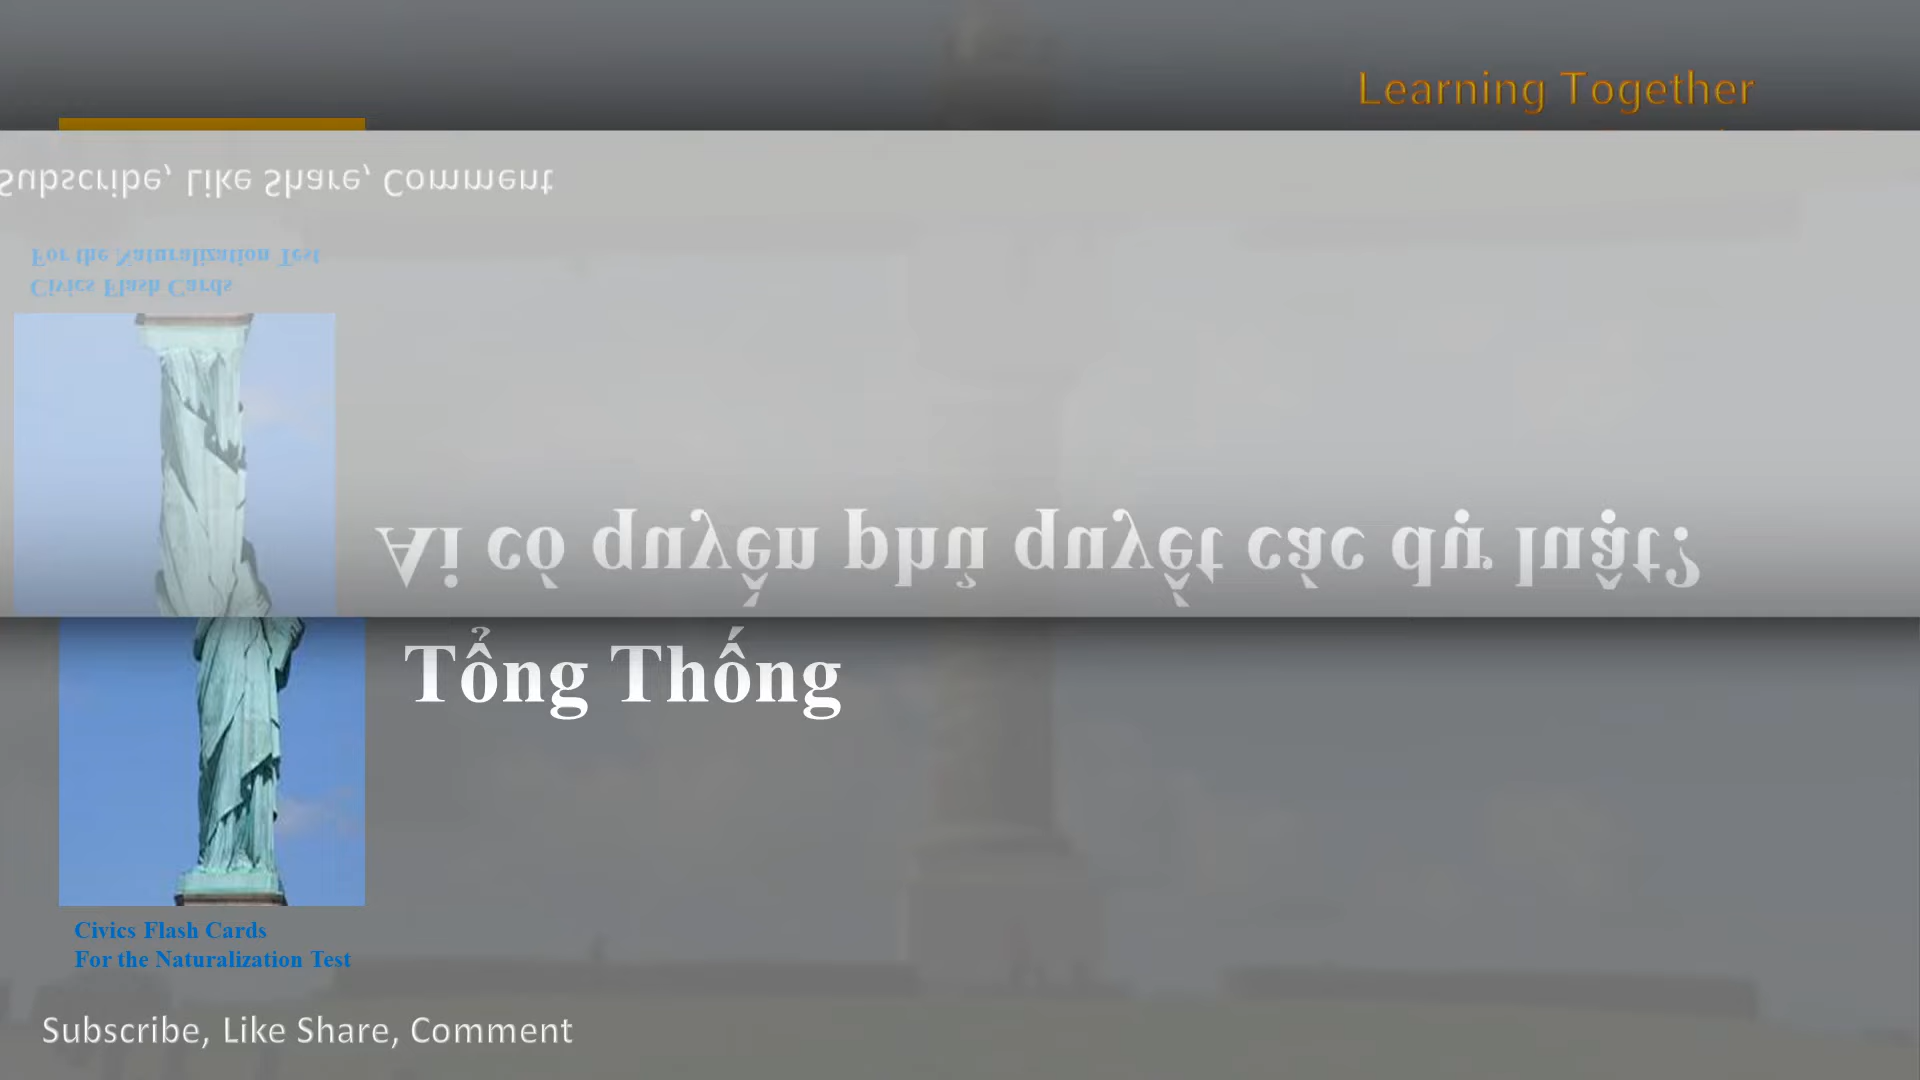 Learning Together
Subscribe, Like Share, Comment
For the Naturalization Test
Civics Flash Cards
Ai có quyền phủ quyết các dự luật?
Tổng Thống
Civics Flash Cards
For the Naturalization Test
Subscribe, Like Share, Comment